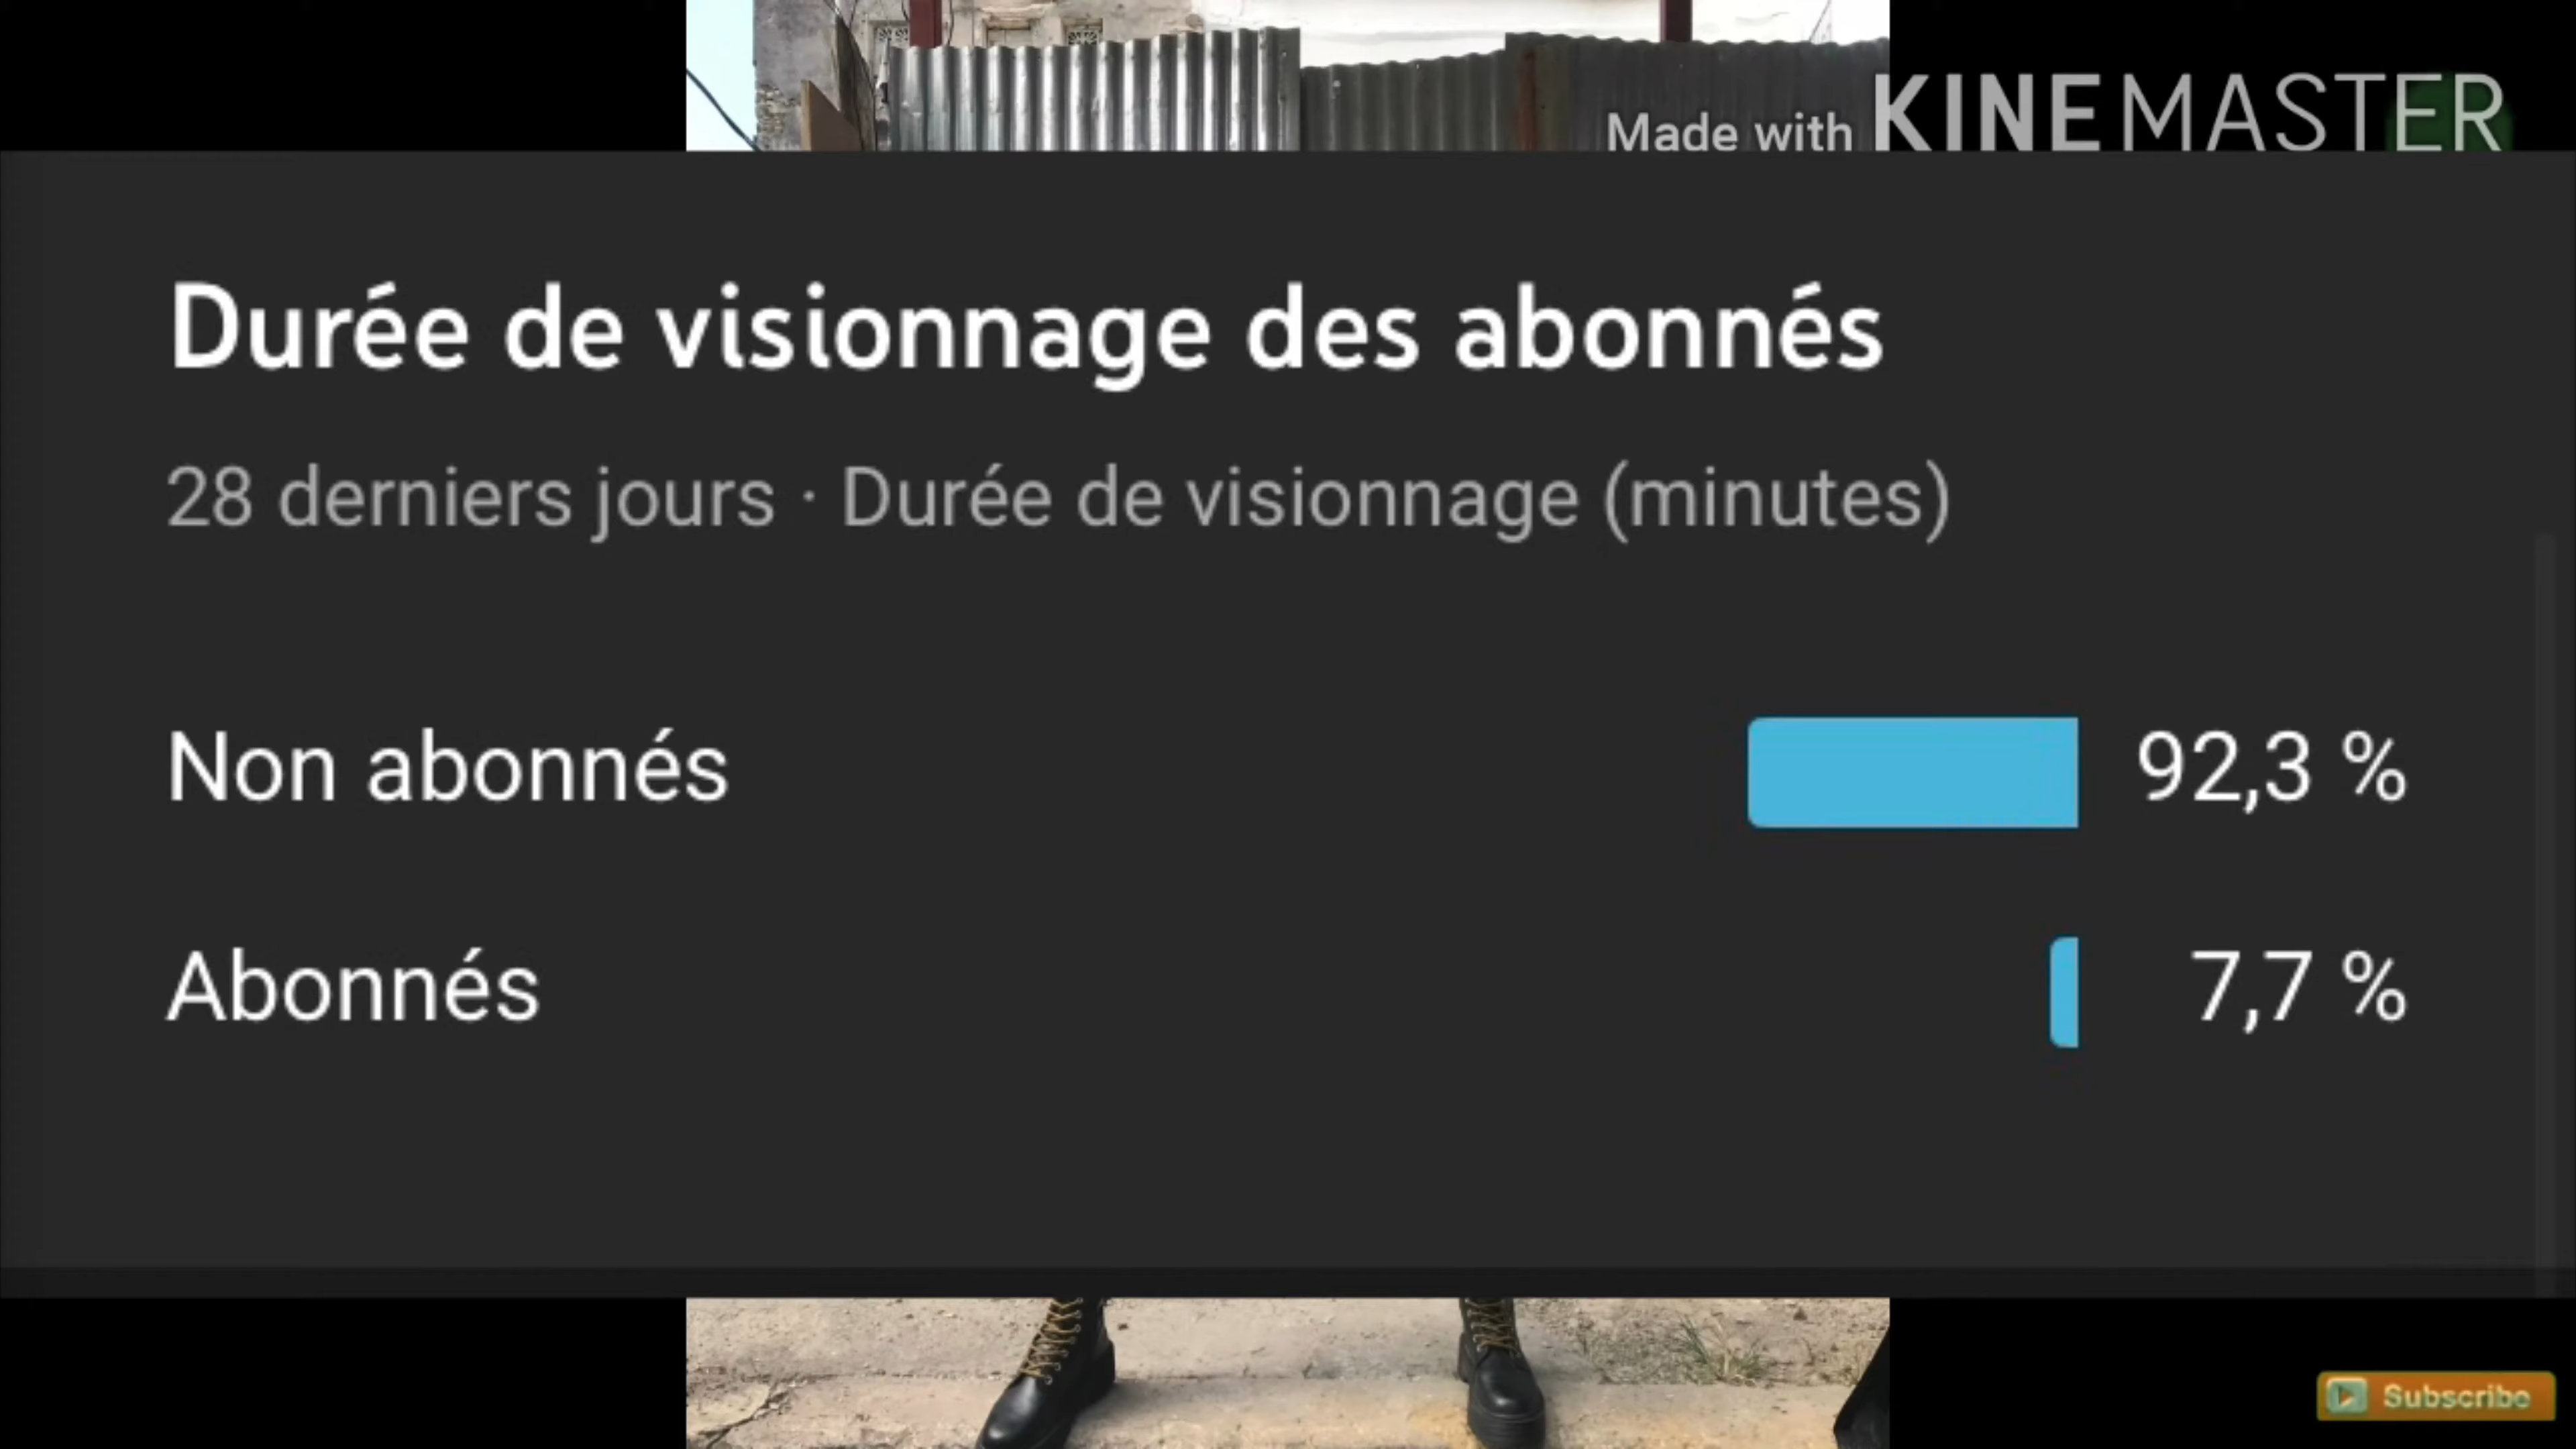 Made with KINEMASTER
Durée de visionnage des abonnés
28 derniers jours · Durée de visionnage (minutes)
Non abonnés 92,3 %
Abonnés 7,7 %
Subscribe